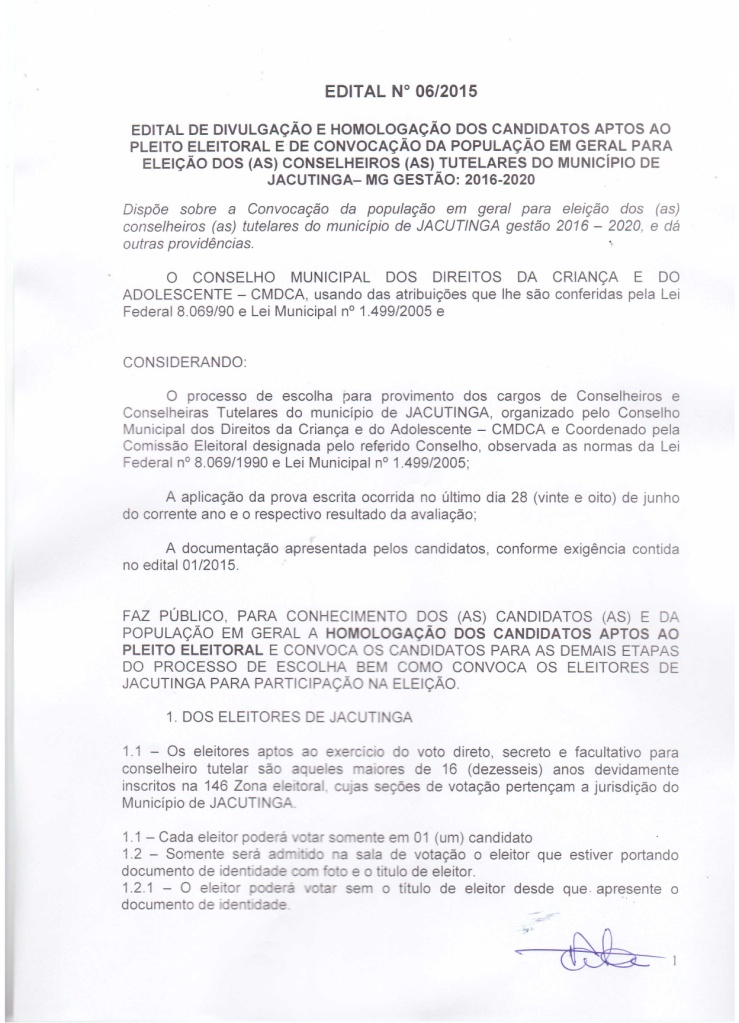 EDITAL N° 06/2015
EDITAL DE DIVULGAÇÃO E HOMOLOGAÇÃO DOS CANDIDATOS APTOS AO
PLEITO ELEITORAL E DE CONVOCAÇÃO DA POPULAÇÃO EM GERAL PARA
ELEIÇÃO DOS (AS) CONSELHEIROS (AS) TUTELARES DO MUNICÍPIO DE
JACUTINGA– MG GESTÃO: 2016-2020
Dispõe sobre a Convocação da população em geral para eleição dos (as)
conselheiros (as) tutelares do município de JACUTINGA gestão 2016 – 2020, e dá
outras providências.
O CONSELHO MUNICIPAL DOS DIREITOS DA CRIANÇA E DO
ADOLESCENTE – CMDCA, usando das atribuições que lhe são conferidas pela Lei
Federal 8.069/90 e Lei Municipal nº 1.499/2005 e
CONSIDERANDO:
O processo de escolha para provimento dos cargos de Conselheiros e
Conselheiras Tutelares do município de JACUTINGA, organizado pelo Conselho
Municipal dos Direitos da Criança e do Adolescente – CMDCA e Coordenado pela
Comissão Eleitoral designada pelo referido Conselho, observada as normas da Lei
Federal nº 8.069/1990 e Lei Municipal nº 1.499/2005;
A aplicação da prova escrita ocorrida no último dia 28 (vinte e oito) de junho
do corrente ano e o respectivo resultado da avaliação;
A documentação apresentada pelos candidatos, conforme exigência contida
no edital 01/2015.
FAZ PÚBLICO, PARA CONHECIMENTO DOS (AS) CANDIDATOS (AS) E DA
POPULAÇÃO EM GERAL A HOMOLOGAÇÃO DOS CANDIDATOS APTOS AO
PLEITO ELEITORAL E CONVOCA OS CANDIDATOS PARA AS DEMAIS ETAPAS
DO PROCESSO DE ESCOLHA BEM COMO CONVOCA OS ELEITORES DE
JACUTINGA PARA PARTICIPAÇÃO NA ELEIÇÃO.
1. DOS ELEITORES DE JACUTINGA
1.1 – Os eleitores aptos ao exercício do voto direto, secreto e facultativo para
conselheiro tutelar são aqueles maiores de 16 (dezesseis) anos devidamente
inscritos na 146 Zona eleitoral, cujas seções de votação pertençam a jurisdição do
Município de JACUTINGA.
1.1 – Cada eleitor poderá votar somente em 01 (um) candidato
1.2 – Somente será admitido na sala de votação o eleitor que estiver portando
documento de identidade com foto e o titulo de eleitor.
1.2.1 – O eleitor poderá votar sem o título de eleitor desde que apresente o
documento de identidade.
1